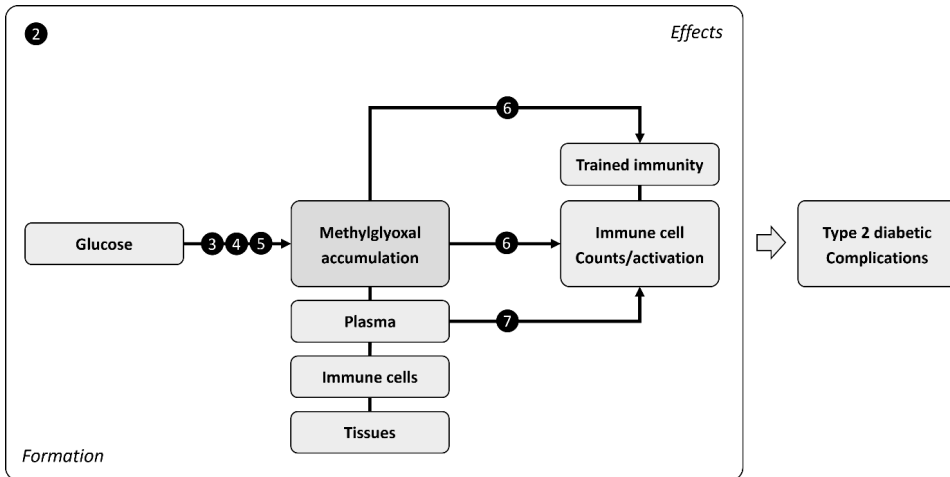 2
Effects
6
Trained immunity
Glucose
3 4 5
Methylglyoxal
accumulation
6
Immune cell
Counts/activation
Type 2 diabetic
Complications
Plasma
7
Immune cells
Tissues
Formation